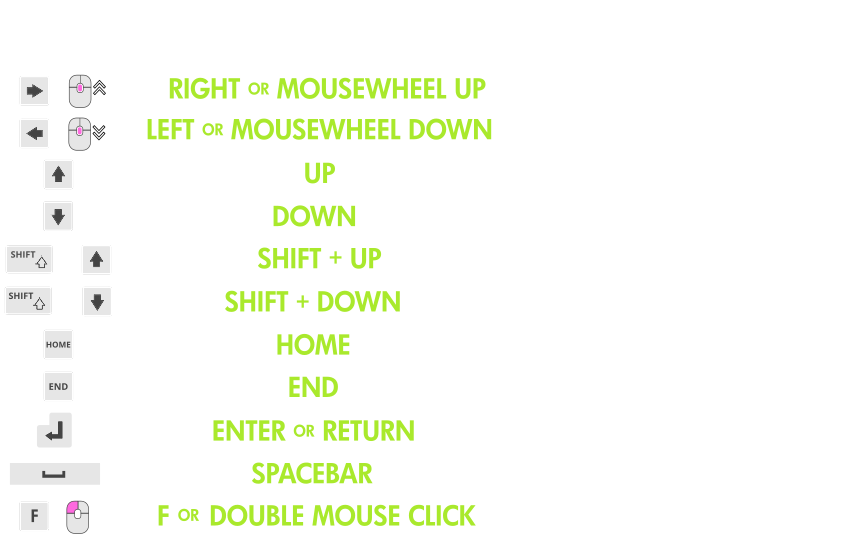 RIGHT OR MOUSEWHEEL UP
LEFT OR MOUSEWHEEL DOWN
UP
DOWN
SHIFT SHIFT + UP
SHIFT SHIFT + DOWN
HOME HOME
END END
ENTER OR RETURN
SPACEBAR
F F OR DOUBLE MOUSE CLICK